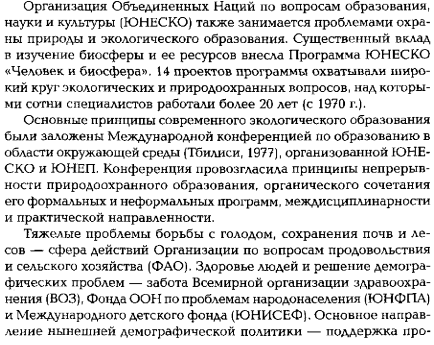 Организация Объединенных Наций по вопросам образования,
науки и культуры (ЮНЕСКО) также занимается проблемами охра-
ны природы и экологического образования. Существенный вклад
в изучение биосферы и ее ресурсов внесла Программа ЮНЕСКО
«Человек и биосфера». 14 проектов программы охватывали широ-
кий круг экологических и природоохранных вопросов, над которы-
ми сотни специалистов работали более 20 лет (с 1970 г.).
Основные принципы современного экологического образования
были заложены Международной конференцией по образованию в
области окружающей среды (Тбилиси, 1977), организованной ЮНЕ-
СКО и ЮНЕП. Конференция провозгласила принципы непрерыв-
ности природоохранного образования, органического сочетания
его формальных и неформальных программ, междисциплинарности
и практической направленности.
Тяжелые проблемы борьбы с голодом, сохранения почв и ле-
сов — сфера действий Организации по вопросам продовольствия
и сельского хозяйства (ФАО). Здоровье людей и решение демогра-
фических проблем — забота Всемирной организации здравоохра-
нения (ВОЗ), Фонда ООН по проблемам народонаселения (ЮНФПА)
и Международного детского фонда (ЮНИСЕФ). Основное направ-
ление нынешней демографической политики — поддержка про-